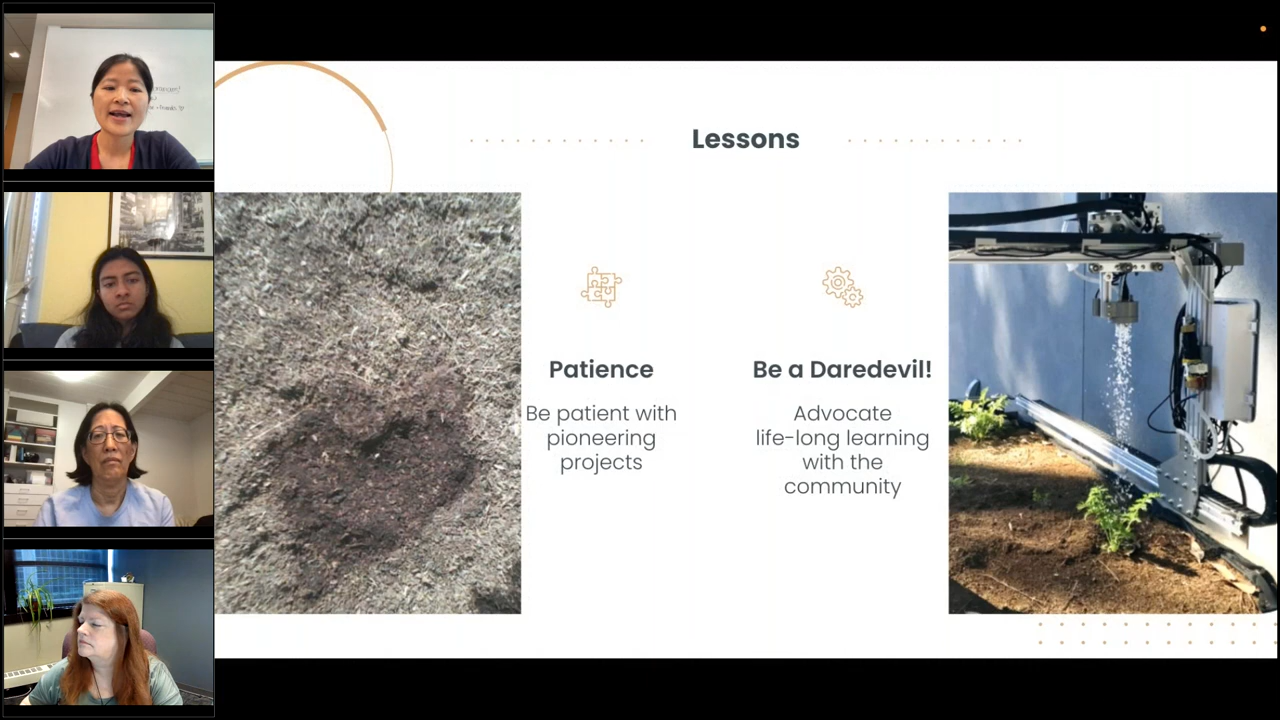 Lessons
Patience
Be patient with
pioneering
projects
Be a Daredevil!
Advocate
life-long learning
with the
community